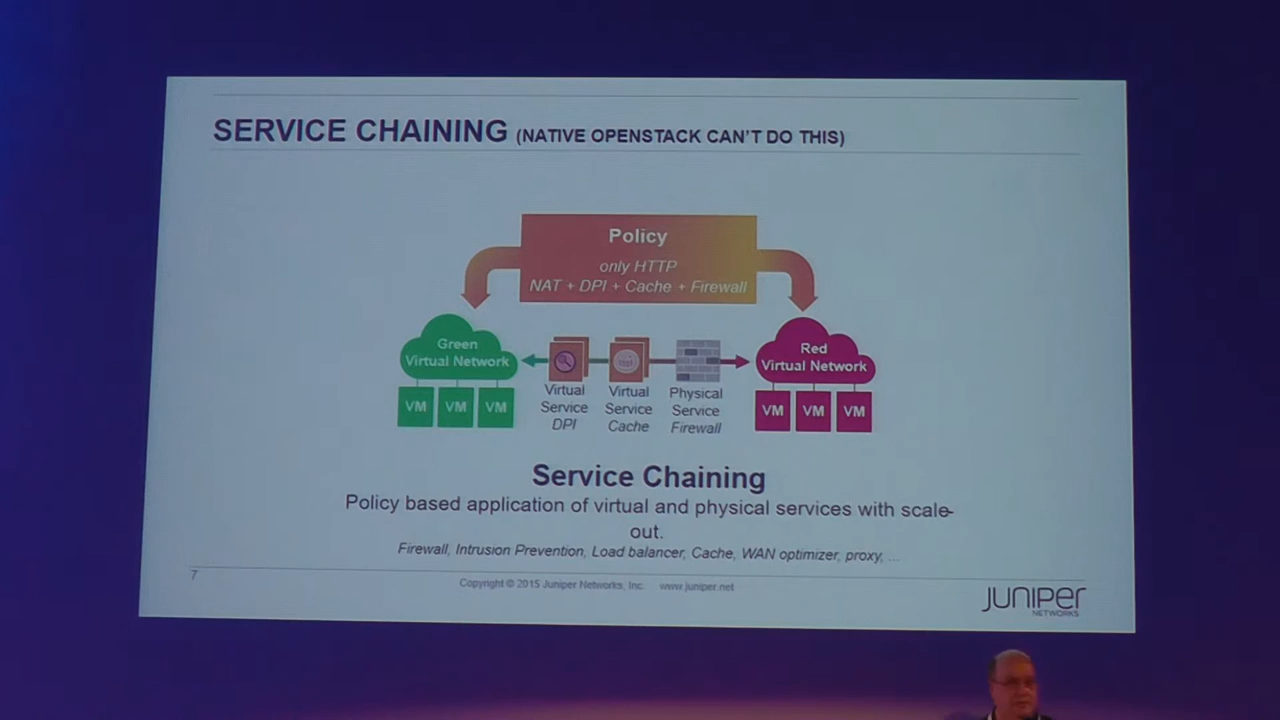 SERVICE CHAINING (NATIVE OPENSTACK CAN'T DO THIS)
Policy
only HTTP
NAT + DPI + Cache + Firewall
Green
Virtual Network
VM VM VM
Virtual
Service
DPI
Virtual
Service
Cache
Physical
Service
Firewall
Red
Virtual Network
VM VM VM
Service Chaining
Policy based application of virtual and physical services with scale-
out.
Firewall, Intrusion Prevention, Load balancer, Cache, WAN optimizer, proxy, ...
7
Copyright © 2015 Juniper Networks, Inc. www.juniper.net
JUNIPER
NETWORKS